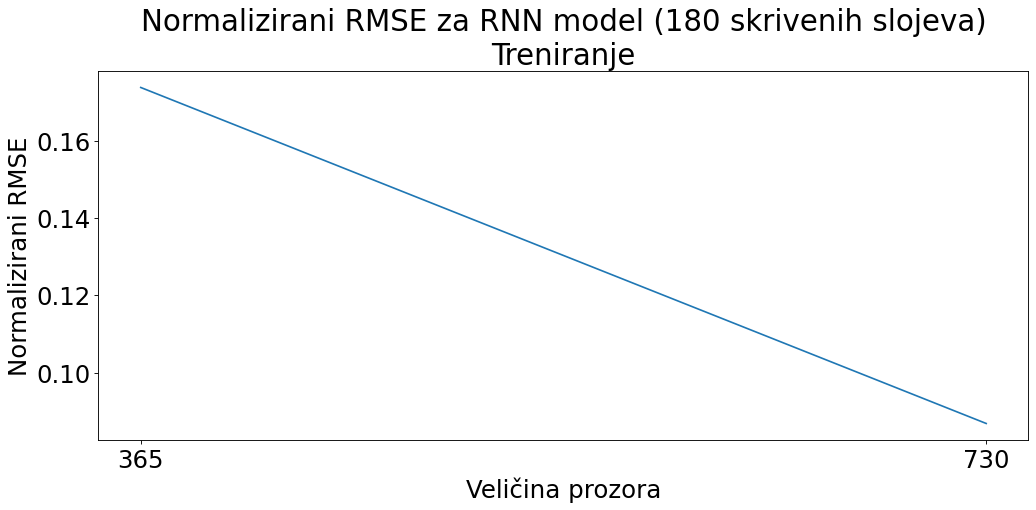 Normalizirani RMSE za RNN model (180 skrivenih slojeva)
Treniranje
Normalizirani RMSE
0.16
0.14
0.12
0.10
365
730
Veličina prozora